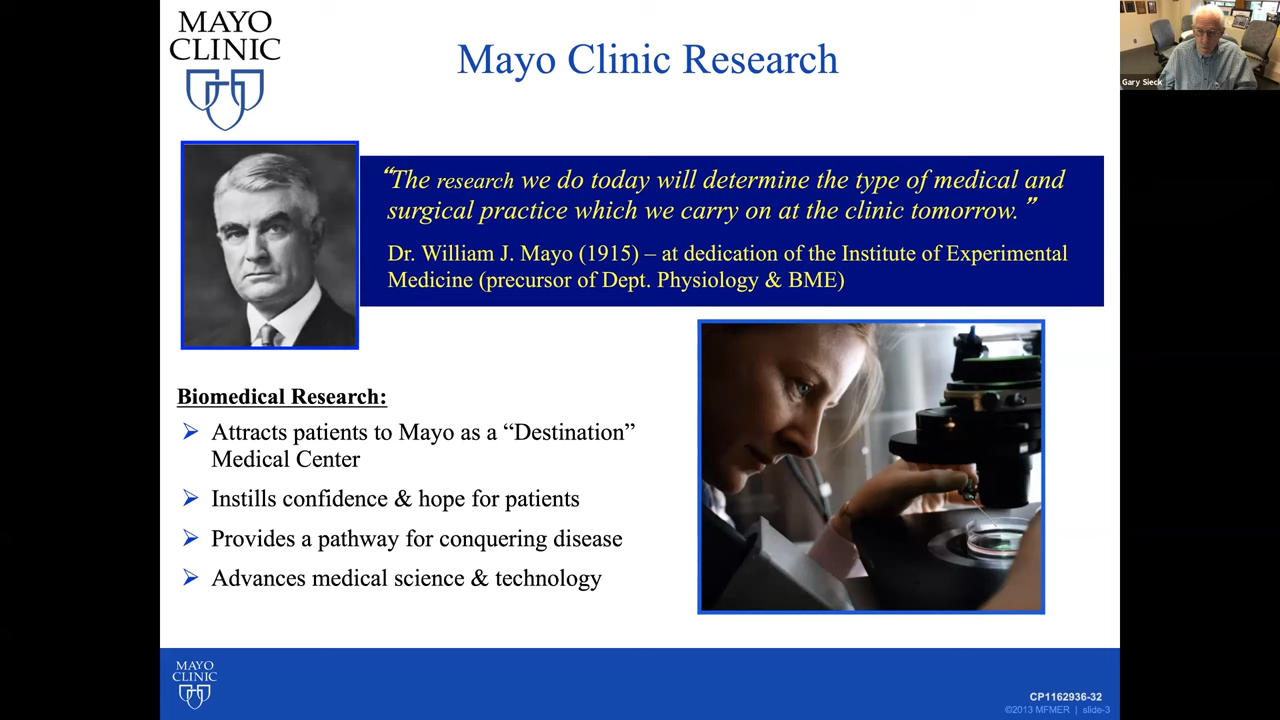 MAYO
CLINIC
Mayo Clinic Research
Gary Sieck
“The research we do today will determine the type of medical and
surgical practice which we carry on at the clinic tomorrow.”
Dr. William J. Mayo (1915) – at dedication of the Institute of Experimental
Medicine (precursor of Dept. Physiology & BME)
Biomedical Research:
➢ Attracts patients to Mayo as a “Destination”
Medical Center
➢ Instills confidence & hope for patients
➢ Provides a pathway for conquering disease
➢ Advances medical science & technology
MAYO
CLINIC
CP1162936-32
©2013 MFMER | slide-3